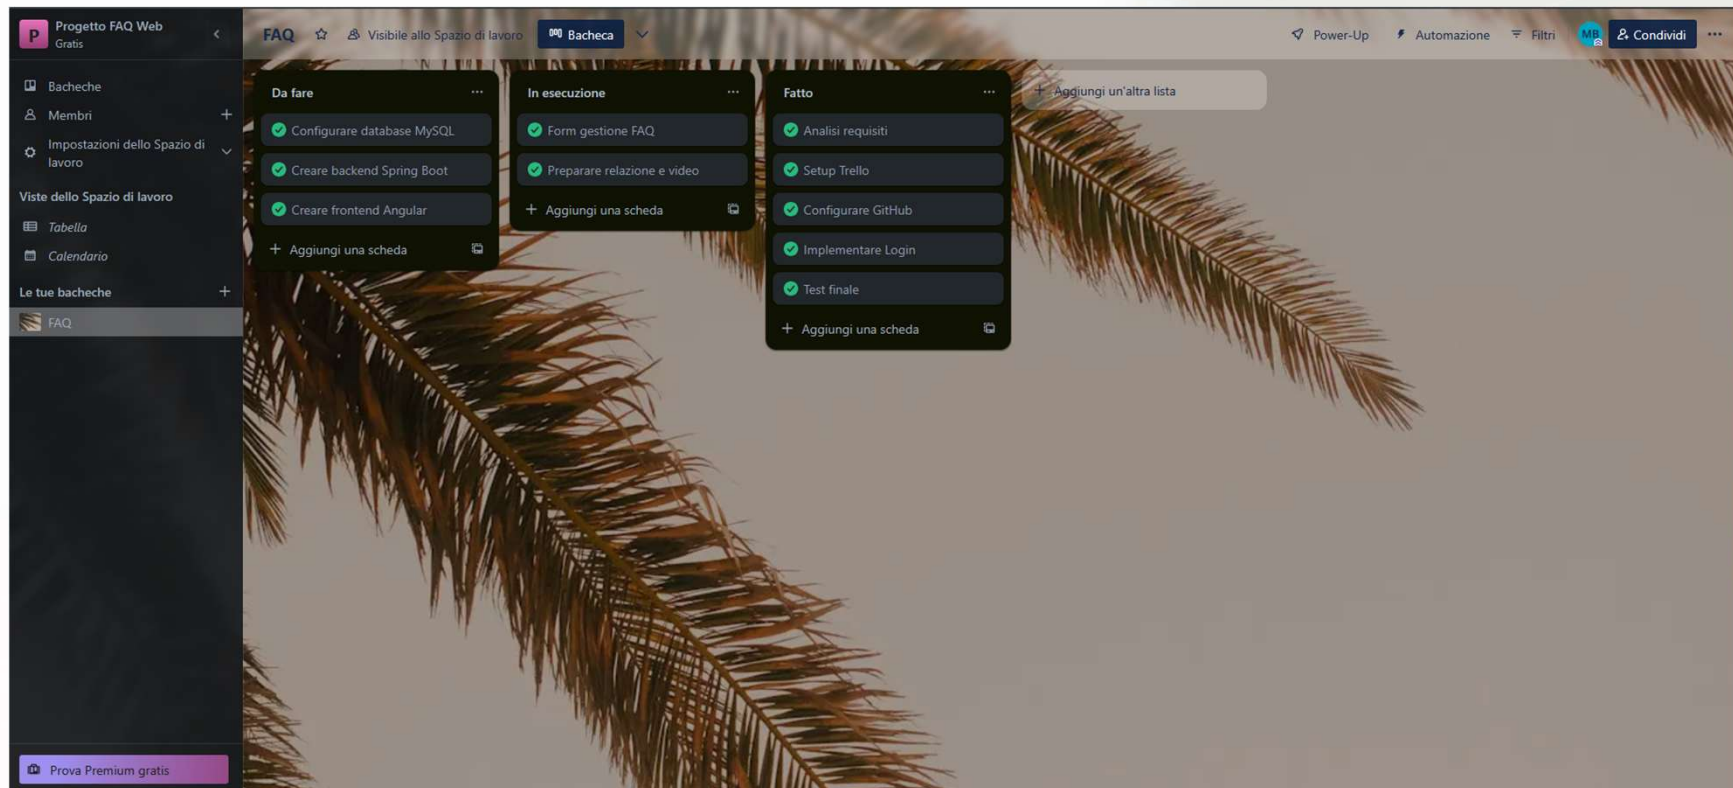 P
Progetto FAQ Web
Gratis
Bacheche
Membri
Impostazioni dello Spazio di
lavoro
Viste dello Spazio di lavoro
Tabella
Calendario
Le tue bacheche
FAQ
Prova Premium gratis
FAQ
Visibile allo Spazio di lavoro
Bacheca
Power-Up
Automazione
Filtri
MB
Condividi
Da fare
Configurare database MySQL
Creare backend Spring Boot
Creare frontend Angular
Aggiungi una scheda
In esecuzione
Form gestione FAQ
Preparare relazione e video
Aggiungi una scheda
Fatto
Analisi requisiti
Setup Trello
Configurare GitHub
Implementare Login
Test finale
Aggiungi una scheda
Aggiungi un'altra lista